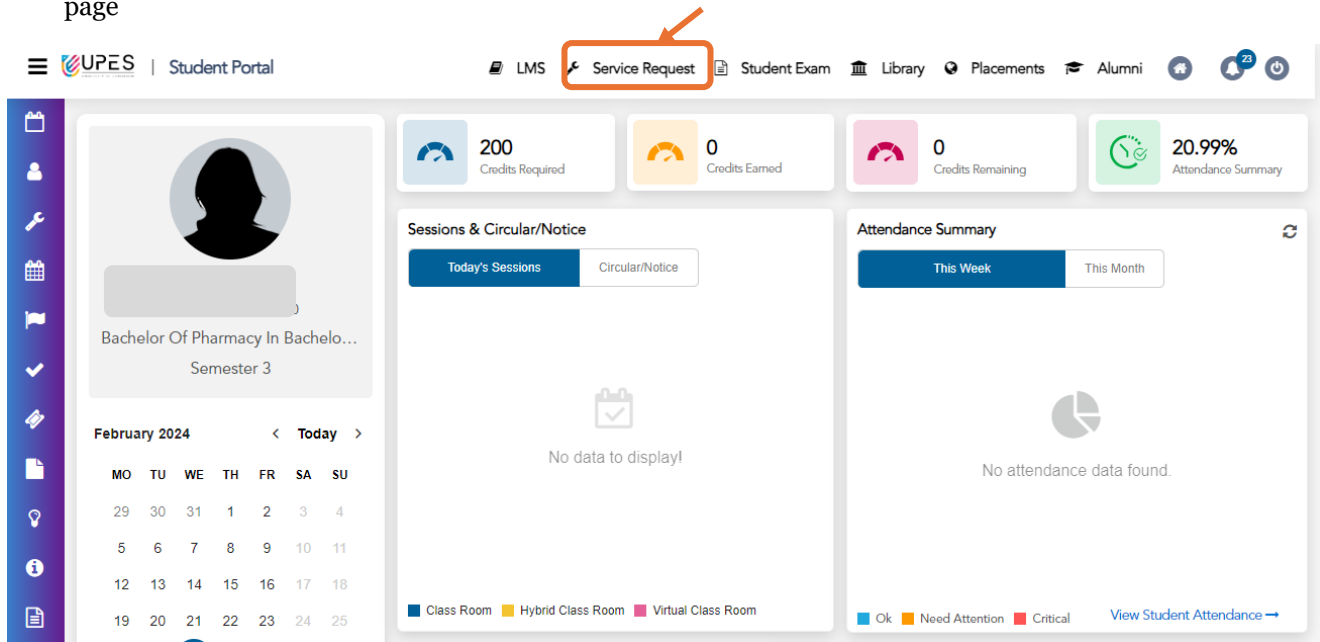 page
UPES | Student Portal
LMS Service Request Student Exam Library Placements Alumni 23
200
Credits Required
0
Credits Earned
0
Credits Remaining
20.99%
Attendance Summary
Bachelor Of Pharmacy In Bachelo...
Semester 3
February 2024 < Today >
MO TU WE TH FR SA SU
29 30 31 1 2 3 4
5 6 7 8 9 10 11
12 13 14 15 16 17 18
19 20 21 22 23 24 25
Sessions & Circular/Notice
Today's Sessions Circular/Notice
No data to display!
Class Room Hybrid Class Room Virtual Class Room
Attendance Summary
This Week This Month
No attendance data found.
Ok Need Attention Critical View Student Attendance →